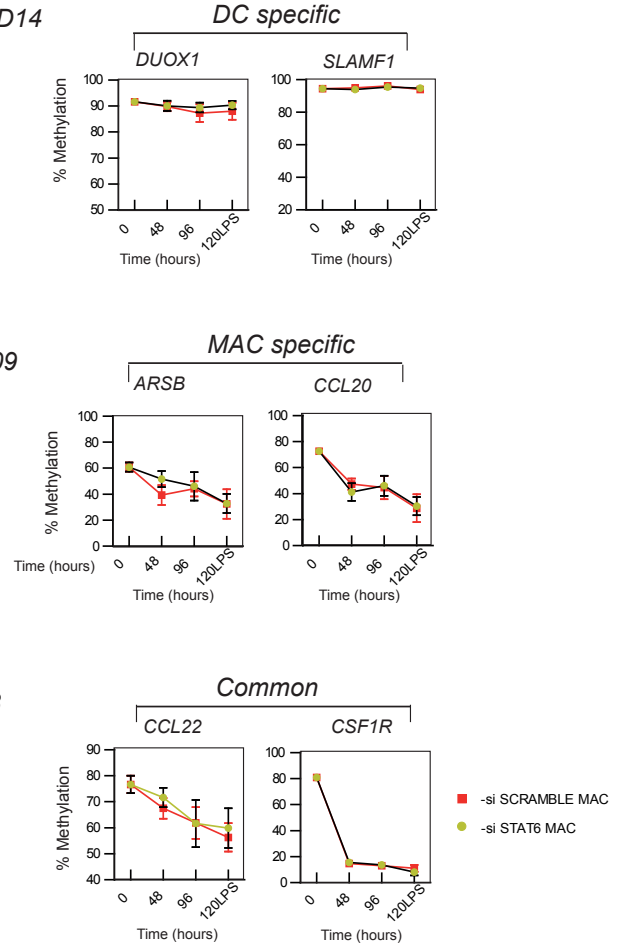 D14
DC specific
DUOX1
SLAMF1
% Methylation
100
90
80
70
60
50
100
80
60
40
20
0 48 96 120LPS
0 48 96 120LPS
Time (hours)
Time (hours)
09
MAC specific
ARSB
CCL20
% Methylation
100
80
60
40
20
0
100
80
60
40
20
0
Time (hours)
0 48 96 120LPS
0 48 96 120LPS
Time (hours)
Time (hours)
Common
CCL22
CSF1R
% Methylation
90
80
70
60
50
40
100
80
60
40
20
0
-si SCRAMBLE MAC
-si STAT6 MAC
0 48 96 120LPS
0 48 96 120LPS
Time (hours)
Time (hours)